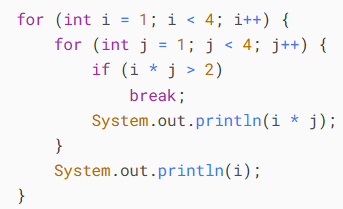 for (int i = 1; i < 4; i++) {
    for (int j = 1; j < 4; j++) {
        if (i * j > 2)
            break;
        System.out.println(i * j);
    }
    System.out.println(i);
}